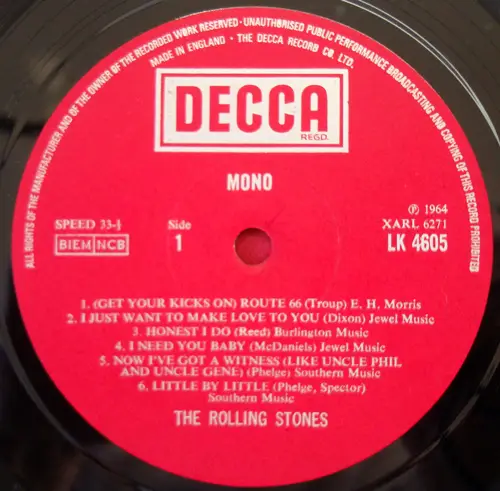 ALL RIGHTS OF THE MANUFACTURER AND OF THE OWNER OF THE RECORDED WORK RESERVED - UNAUTHORISED PUBLIC PERFORMANCE BROADCASTING AND COPYING OF THIS RECORD PROHIBITED
MADE IN ENGLAND · THE DECCA RECORD CO. LTD.
DECCA
REGD.
MONO
SPEED 33-⅓
Side
℗ 1964
XARL 6271
BIEM NCB
1
LK 4605
1. (GET YOUR KICKS ON) ROUTE 66 (Troup) E. H. Morris
2. I JUST WANT TO MAKE LOVE TO YOU (Dixon) Jewel Music
3. HONEST I DO (Reed) Burlington Music
4. I NEED YOU BABY (McDaniels) Jewel Music
5. NOW I'VE GOT A WITNESS (LIKE UNCLE PHIL
AND UNCLE GENE) (Phelge) Southern Music
6. LITTLE BY LITTLE (Phelge, Spector)
Southern Music
THE ROLLING STONES